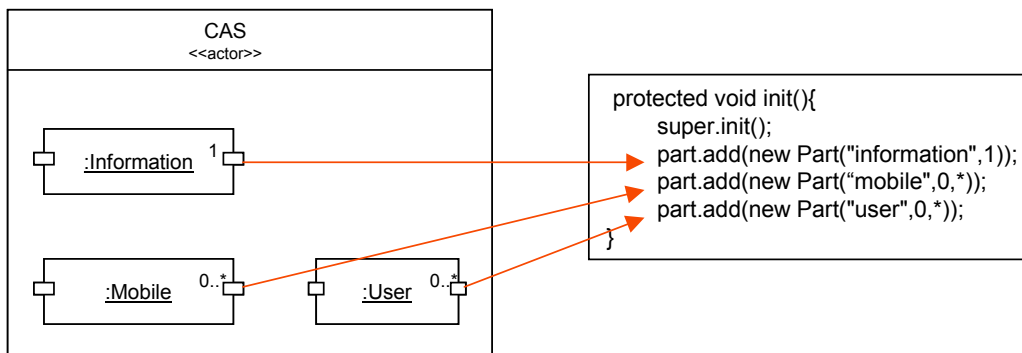 CAS
<<actor>>
:Information
1
:Mobile
0..*
:User
0..*
protected void init(){
super.init();
part.add(new Part("information",1));
part.add(new Part(“mobile",0,*));
part.add(new Part("user",0,*));
}